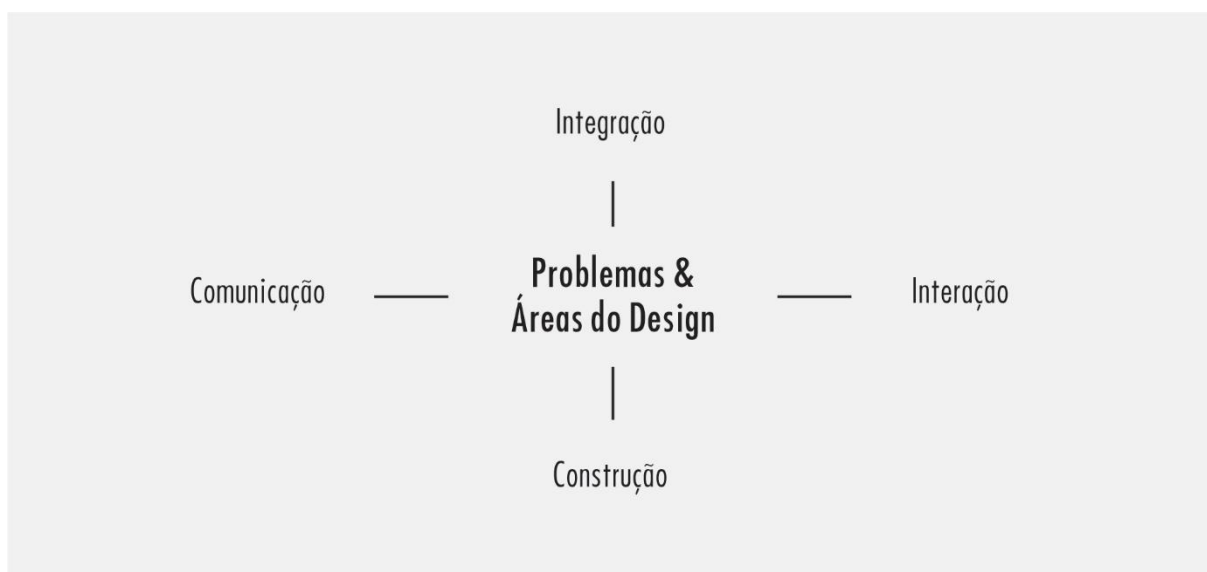 Integração
Comunicação
Problemas &
Áreas do Design
Interação
Construção